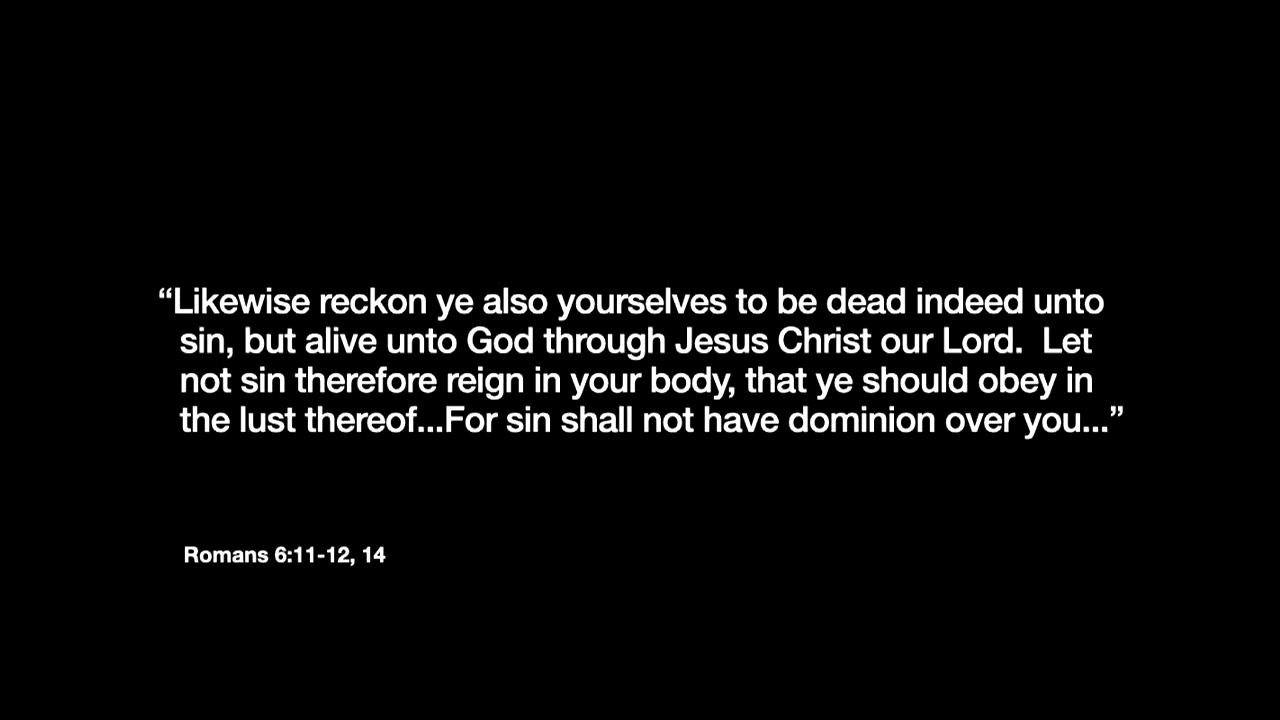 “Likewise reckon ye also yourselves to be dead indeed unto
sin, but alive unto God through Jesus Christ our Lord.  Let
not sin therefore reign in your body, that ye should obey in
the lust thereof...For sin shall not have dominion over you...”
Romans 6:11-12, 14